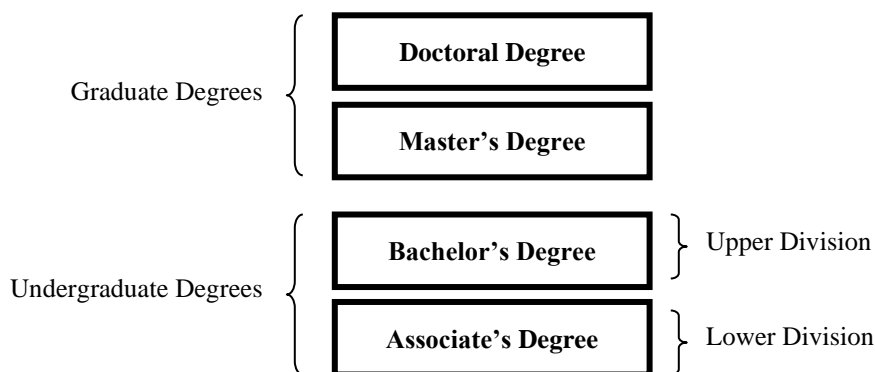 Doctoral Degree
Graduate Degrees
Master’s Degree
Bachelor’s Degree
Upper Division
Undergraduate Degrees
Associate’s Degree
Lower Division